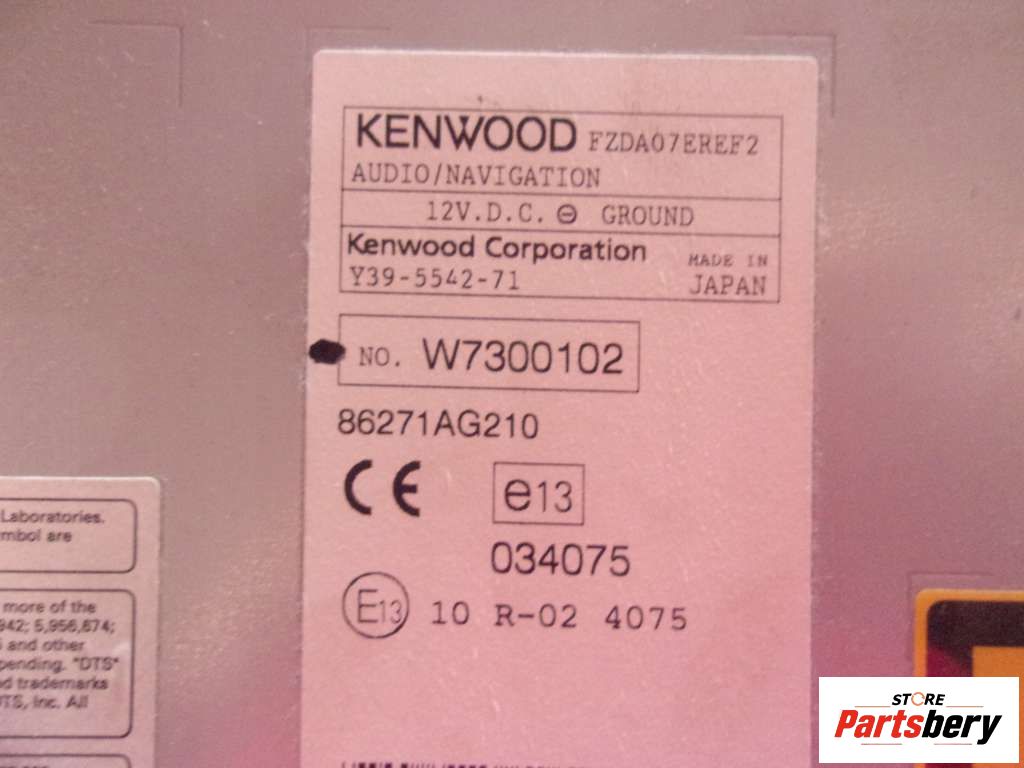 KENWOOD FZDA07EREF2
AUDIO/NAVIGATION
12V.D.C. ⊖ GROUND
Kenwood Corporation
MADE IN
Y39-5542-71
JAPAN
NO. W7300102
86271AG210
CE
e13
034075
E13 10 R-02 4075
Laboratories.
mbol are
more of the
942; 5,956,674;
and other
pending. "DTS"
d trademarks
TS, Inc. All
STORE
Partsbery